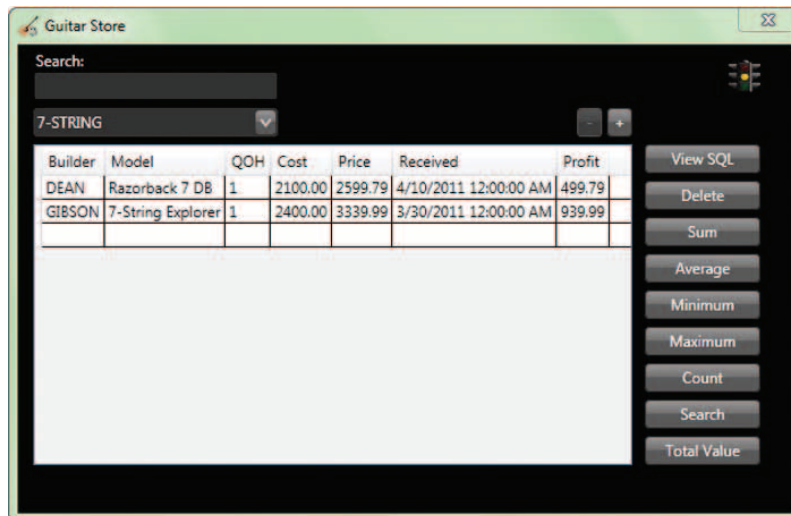 Guitar Store
Search:
7-STRING
- +
Builder Model QOH Cost Price Received Profit
DEAN Razorback 7 DB 1 2100.00 2599.79 4/10/2011 12:00:00 AM 499.79
GIBSON 7-String Explorer 1 2400.00 3339.99 3/30/2011 12:00:00 AM 939.99
View SQL
Delete
Sum
Average
Minimum
Maximum
Count
Search
Total Value